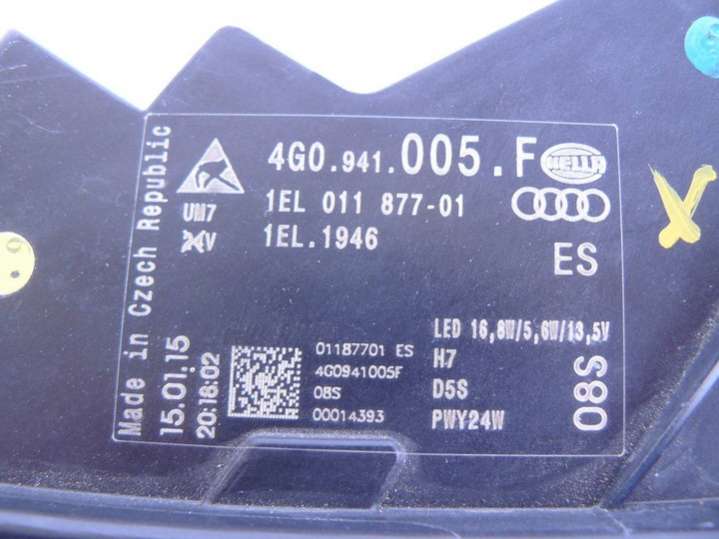 4G0.941.005.F
HELLA
1EL 011 877-01
UN7
1EL.1946
ES
LED 16,8W/5,6W/13,5V
H7
D5S
PWY24W
08S
01187701 ES
4G0941005F
08S
00014393
Made in Czech Republic
15.01.15
20:18:02